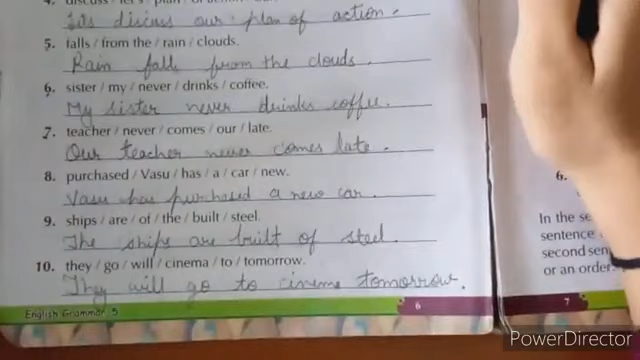 4. discuss / let's / plan /
Lets discuss our plan of action.
5. falls / from the / rain / clouds.
Rain falls from the clouds.
6. sister / my / never / drinks / coffee.
My sister never drinks coffee.
7. teacher / never / comes / our / late.
Our teacher never comes late.
8. purchased / Vasu / has / a / car / new.
Vasu has purchased a new car.
9. ships / are / of / the / built / steel.
The ships are built of steel.
10. they / go / will / cinema / to / tomorrow.
They will go to cinema tomorrow.
English Grammar 5
6
6.
In the se
sentence
second sen
or an order.
7
PowerDirector